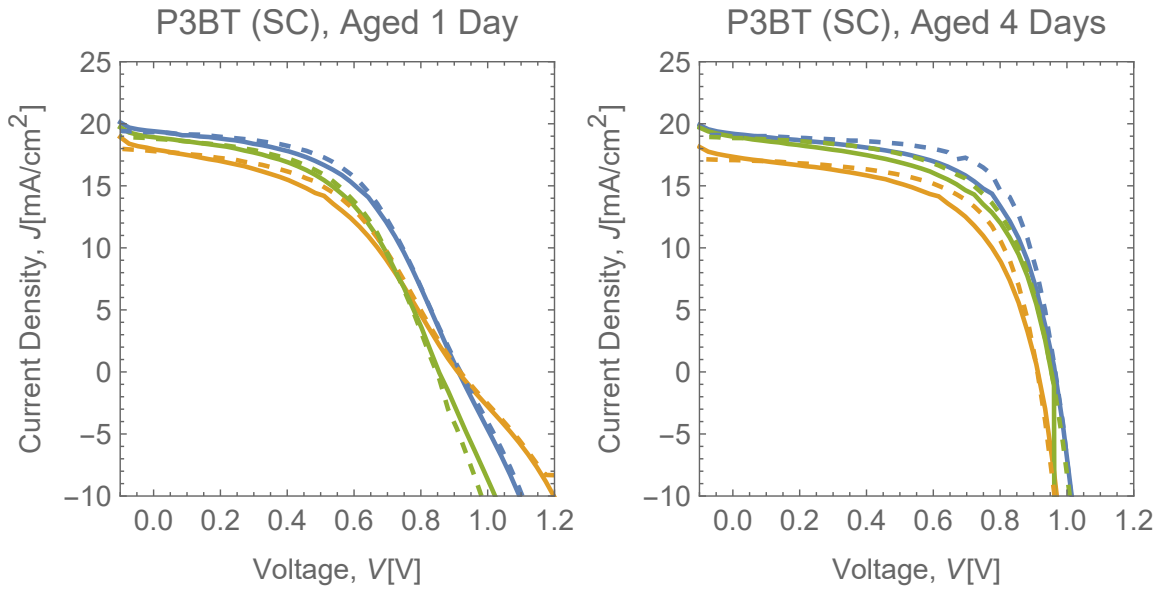 P3BT (SC), Aged 1 Day
25
20
15
10
5
0
−5
−10
0.0 0.2 0.4 0.6 0.8 1.0 1.2
Current Density, J[mA/cm²]
Voltage, V[V]
P3BT (SC), Aged 4 Days
25
20
15
10
5
0
−5
−10
0.0 0.2 0.4 0.6 0.8 1.0 1.2
Current Density, J[mA/cm²]
Voltage, V[V]